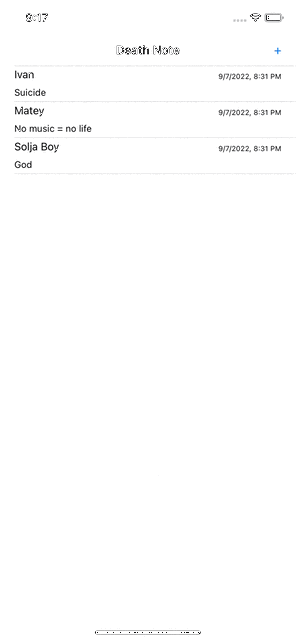 9:17
Death Note
+
Ivan
9/7/2022, 8:31 PM
Suicide
Matey
9/7/2022, 8:31 PM
No music = no life
Solja Boy
9/7/2022, 8:31 PM
God